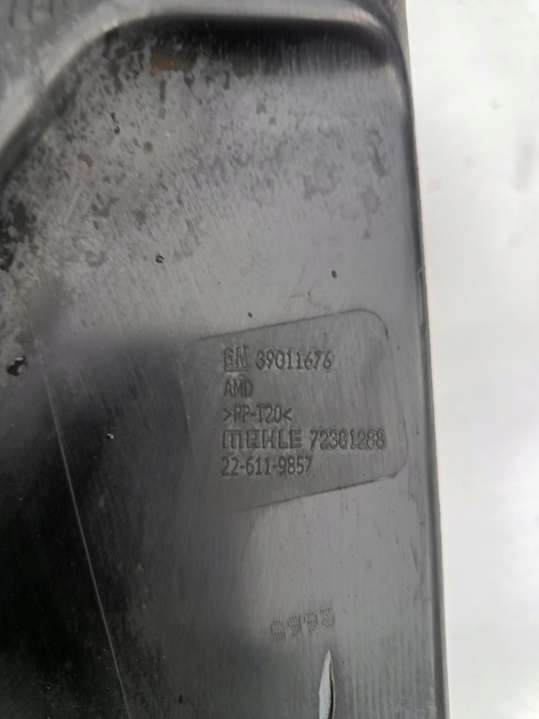 GM 39011676
AMD
>PP-T20<
MAHLE 72381288
22-611-9857